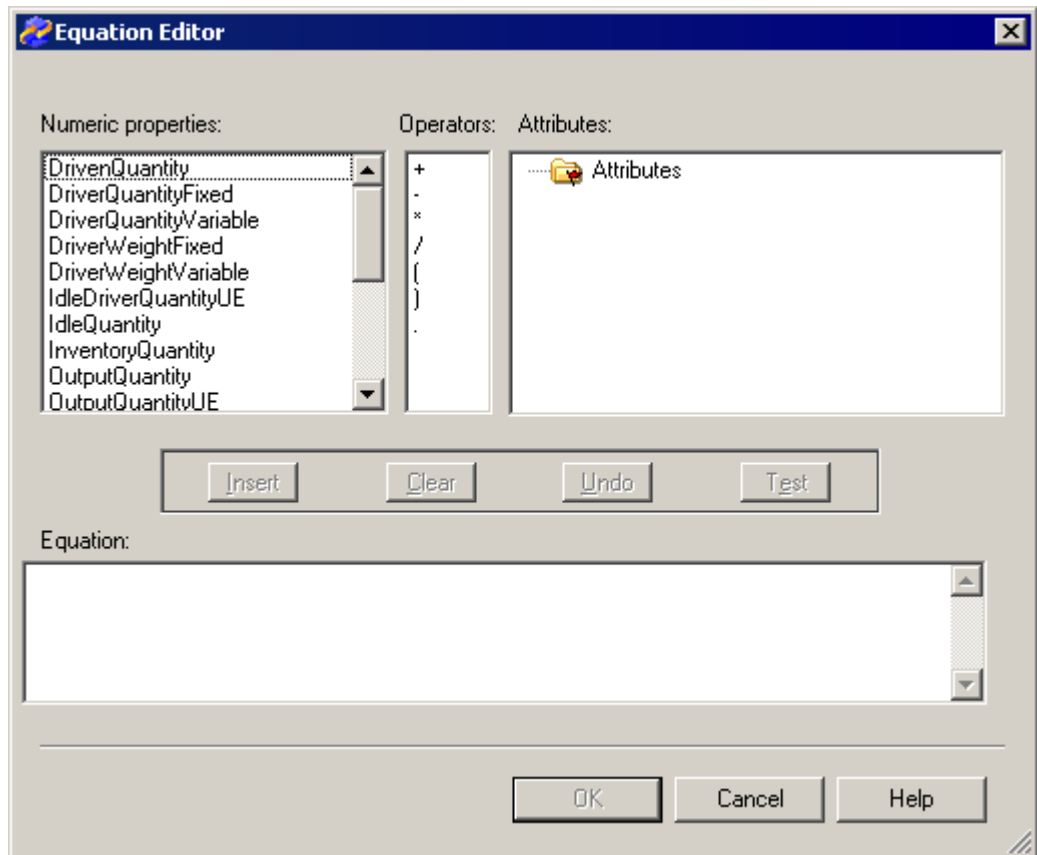 Equation Editor
Numeric properties:
Operators:
Attributes:
DrivenQuantity
DriverQuantityFixed
DriverQuantityVariable
DriverWeightFixed
DriverWeightVariable
IdleDriverQuantityUE
IdleQuantity
InventoryQuantity
OutputQuantity
OutputQuantityUE
+
-
*
/
(
)
.
Attributes
Insert
Clear
Undo
Test
Equation:
OK
Cancel
Help